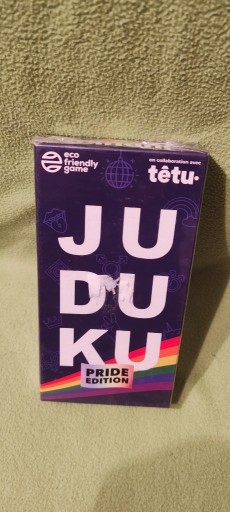 eco
friendly
game
en collaboration avec
têtu·
JU
DU
KU
PRIDE
EDITION